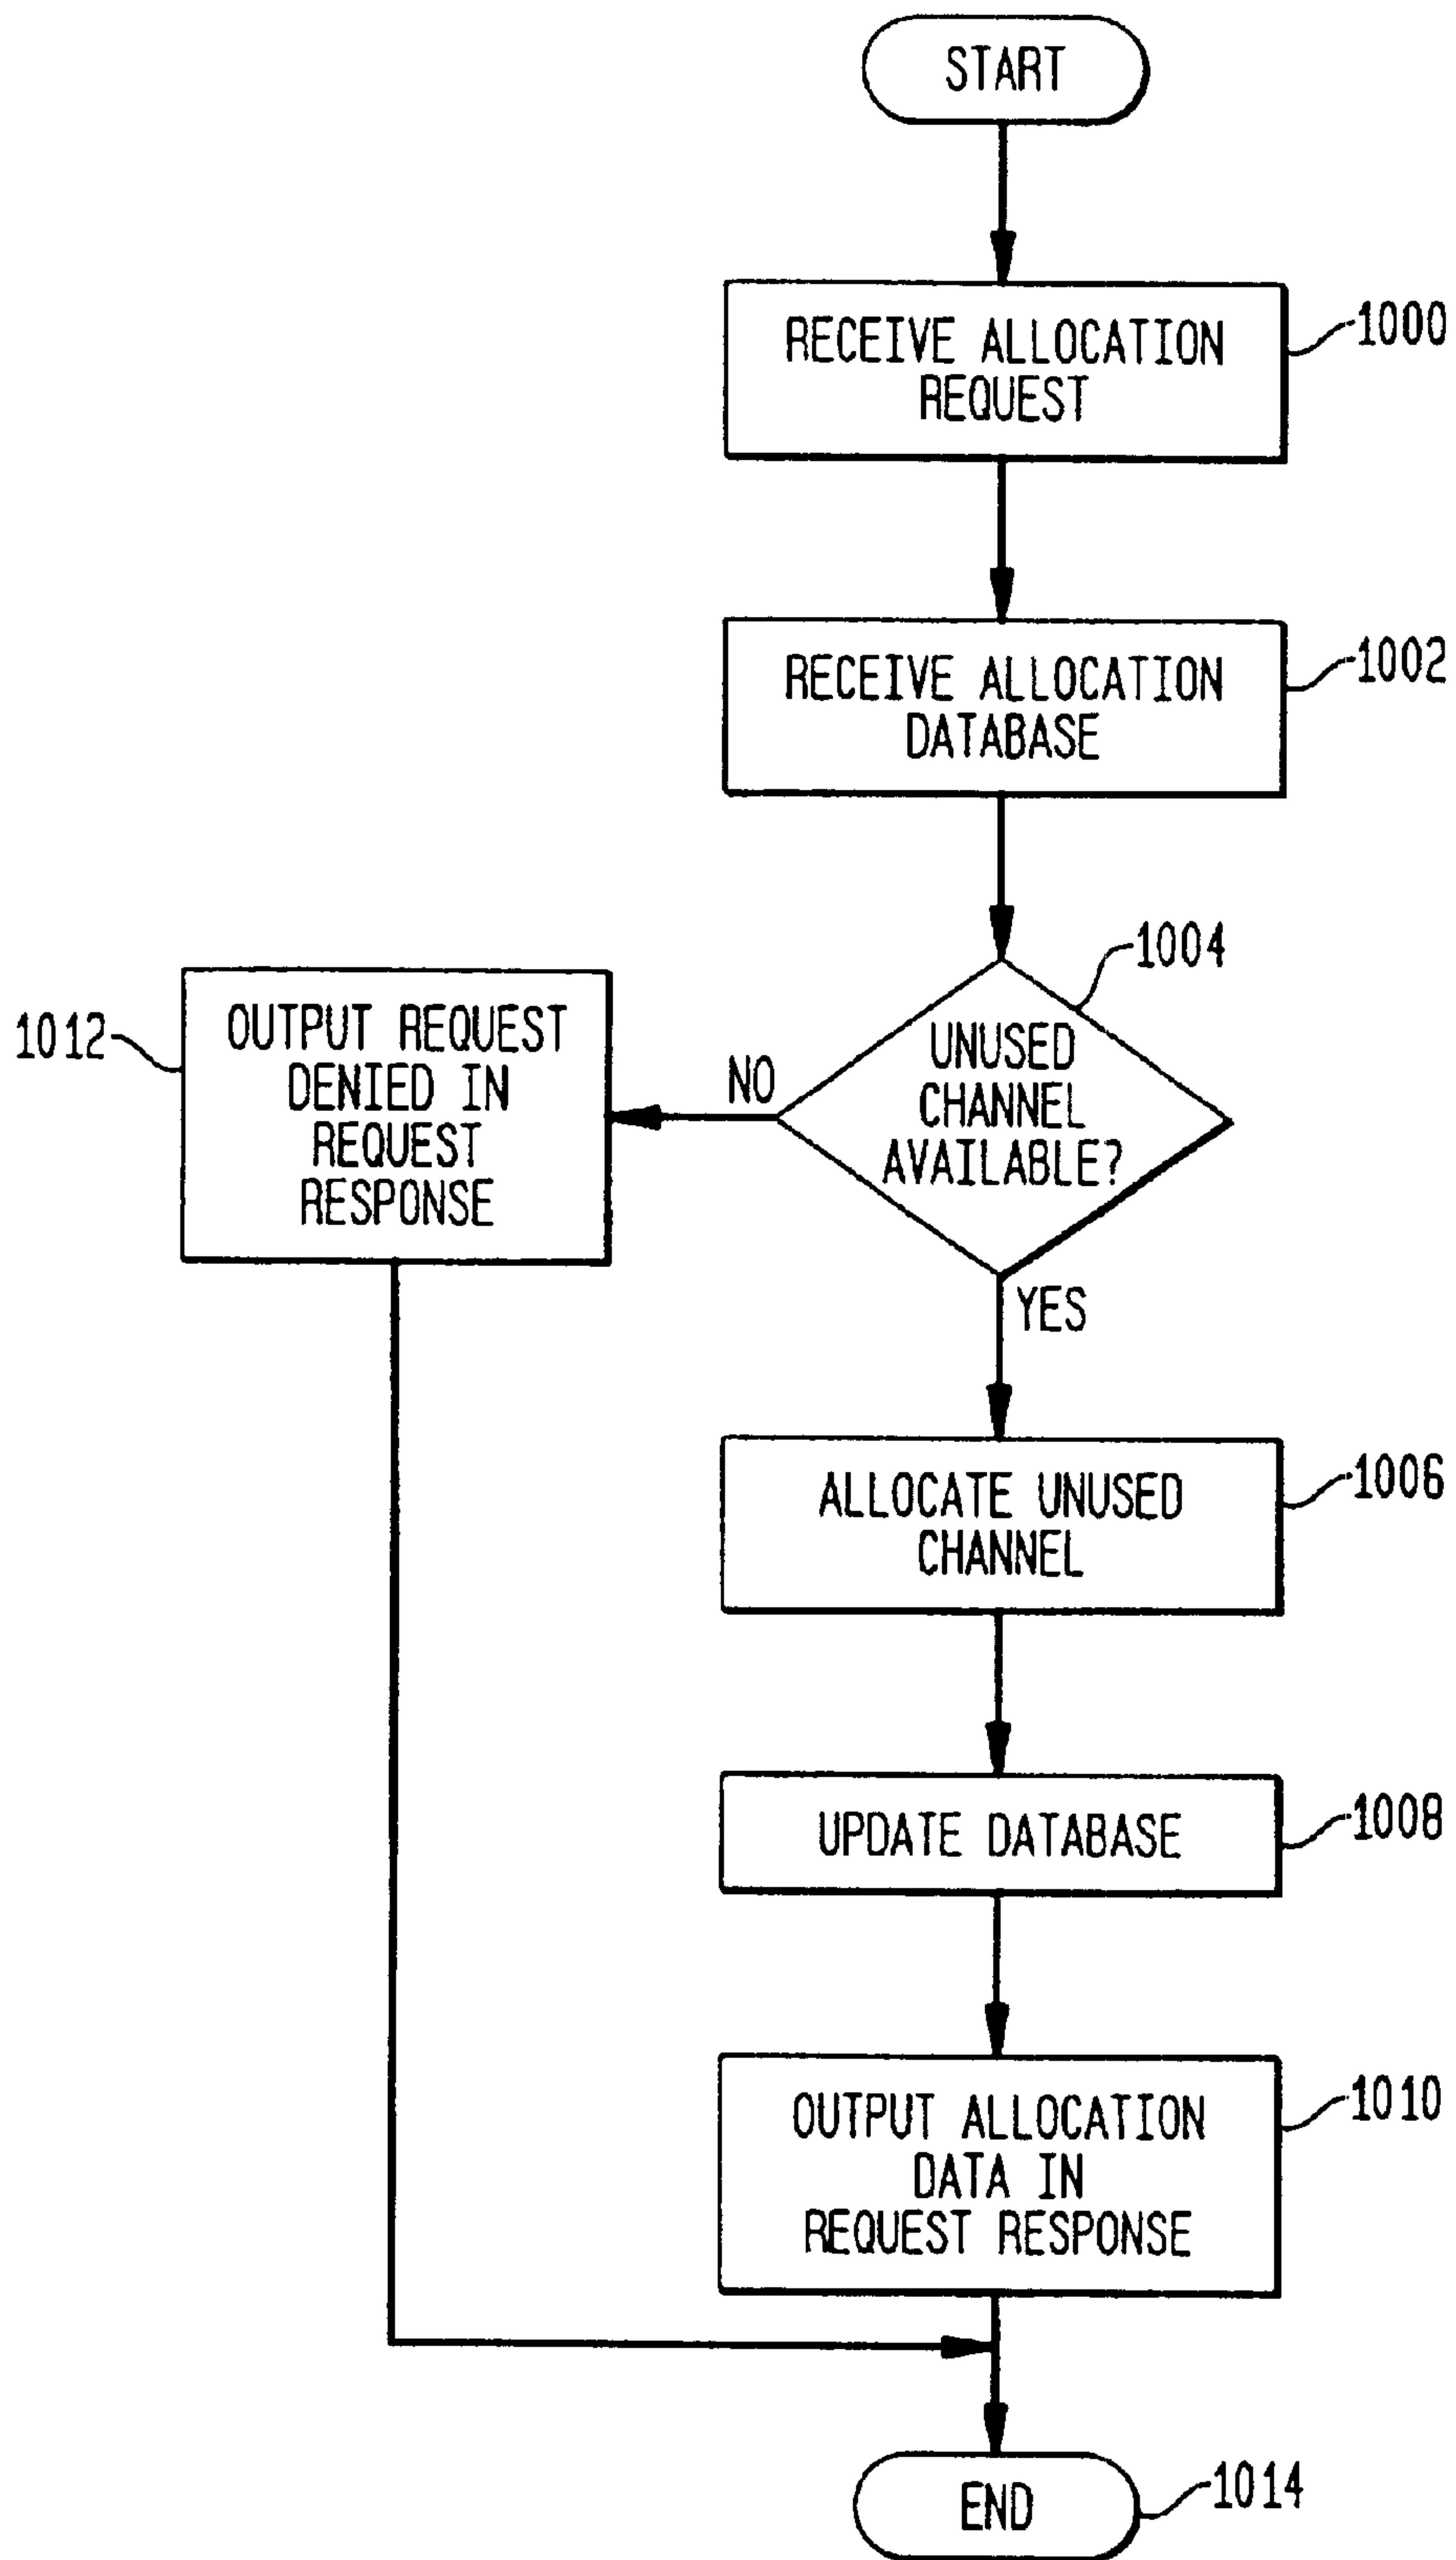 START
RECEIVE ALLOCATION
REQUEST
1000
RECEIVE ALLOCATION
DATABASE
1002
1004
UNUSED
CHANNEL
AVAILABLE?
NO
1012
OUTPUT REQUEST
DENIED IN
REQUEST
RESPONSE
YES
ALLOCATE UNUSED
CHANNEL
1006
UPDATE DATABASE
1008
OUTPUT ALLOCATION
DATA IN
REQUEST RESPONSE
1010
END
1014